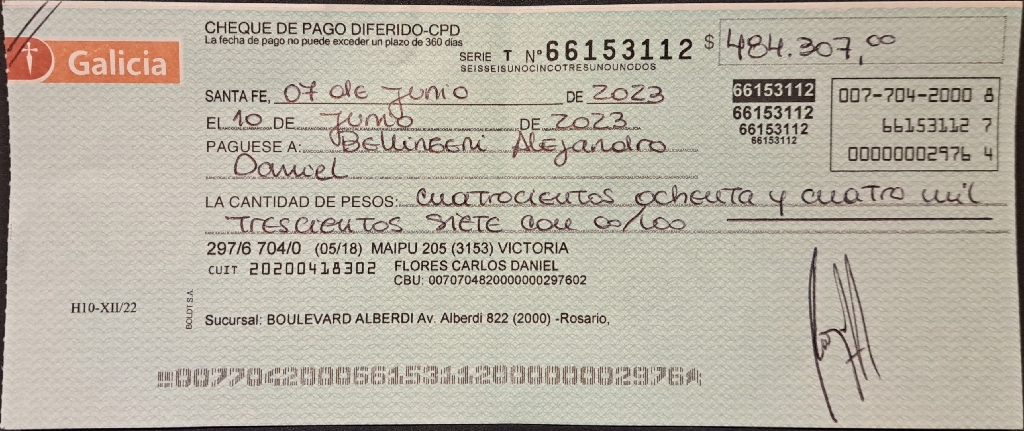 Galicia
CHEQUE DE PAGO DIFERIDO-CPD
La fecha de pago no puede exceder un plazo de 360 días
SERIE T N° 66153112 $ 484.307,00
SEISSEISUNOCINCOTRESUNOUNODOS
SANTA FE, 07 de Junio DE 2023
EL 10 DE Junio DE 2023
PAGUESE A: Bellingeri Alejandro
Daniel
66153112
66153112
66153112
66153112
007-704-2000 8
66153112 7
00000002976 4
LA CANTIDAD DE PESOS: cuatrocientos ochenta y cuatro mil
trescientos siete con 00/100
297/6 704/0 (05/18) MAIPU 205 (3153) VICTORIA
CUIT 20200418302 FLORES CARLOS DANIEL
CBU: 0070704820000000297602
H10-XII/22
BOLDT S.A.
Sucursal: BOULEVARD ALBERDI Av. Alberdi 822 (2000) -Rosario,